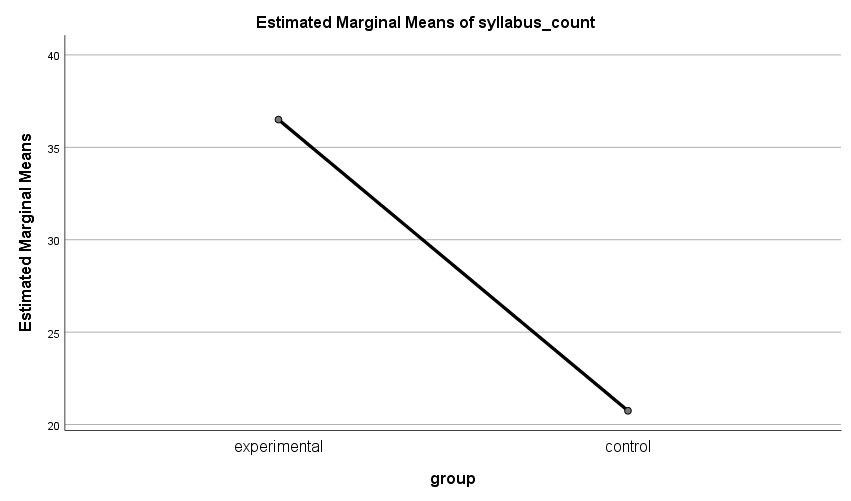 Estimated Marginal Means of syllabus_count
Estimated Marginal Means
40
35
30
25
20
experimental
control
group